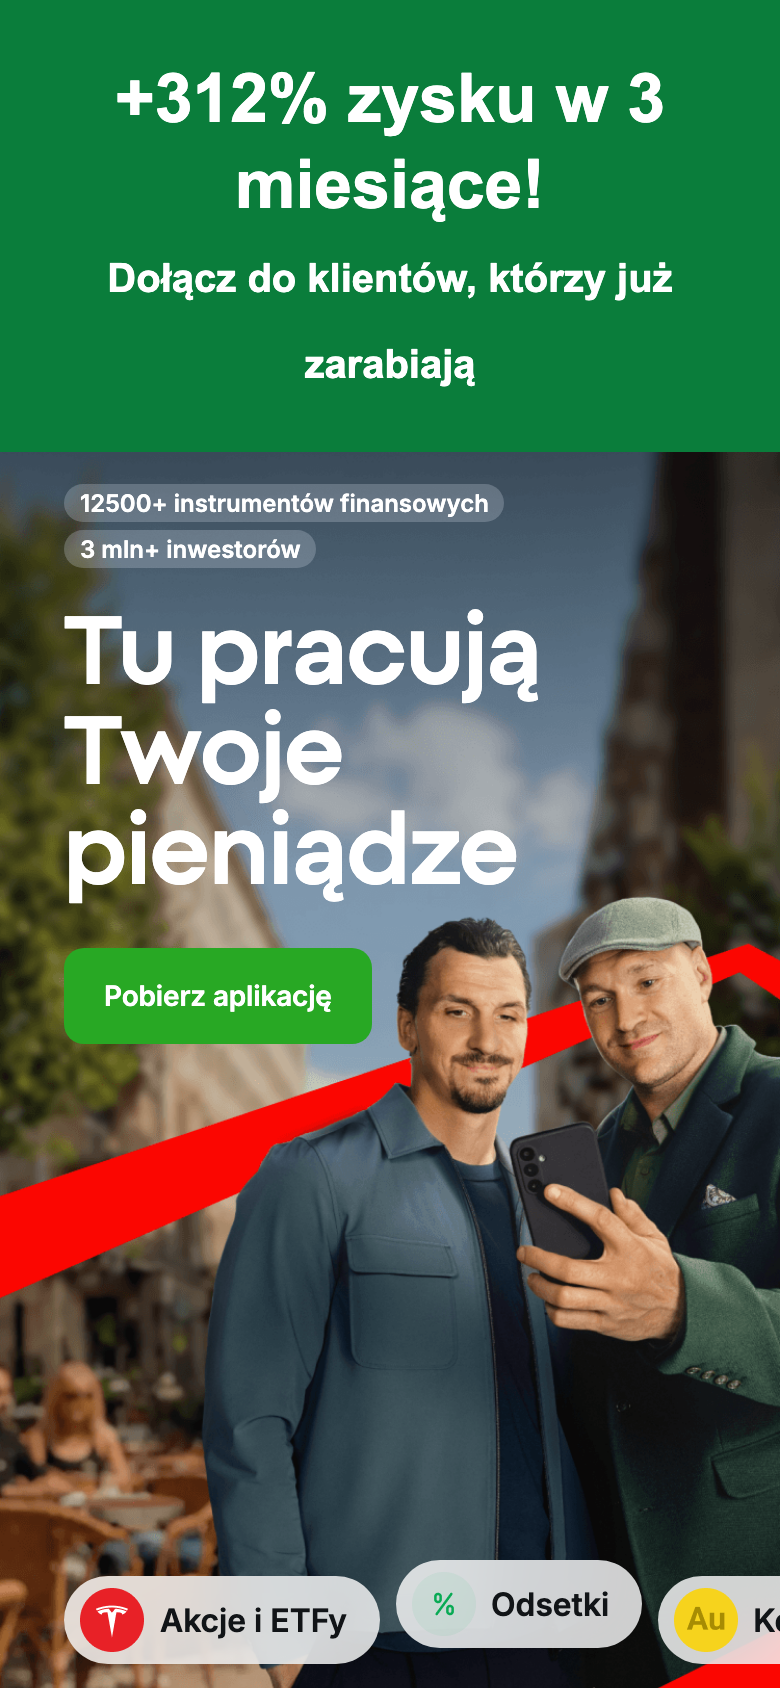 +312% zysku w 3
miesiące!
Dołącz do klientów, którzy już
zarabiają
12500+ instrumentów finansowych
3 mln+ inwestorów
Tu pracują
Twoje
pieniądze
Pobierz aplikację
Akcje i ETFy
% Odsetki
Au